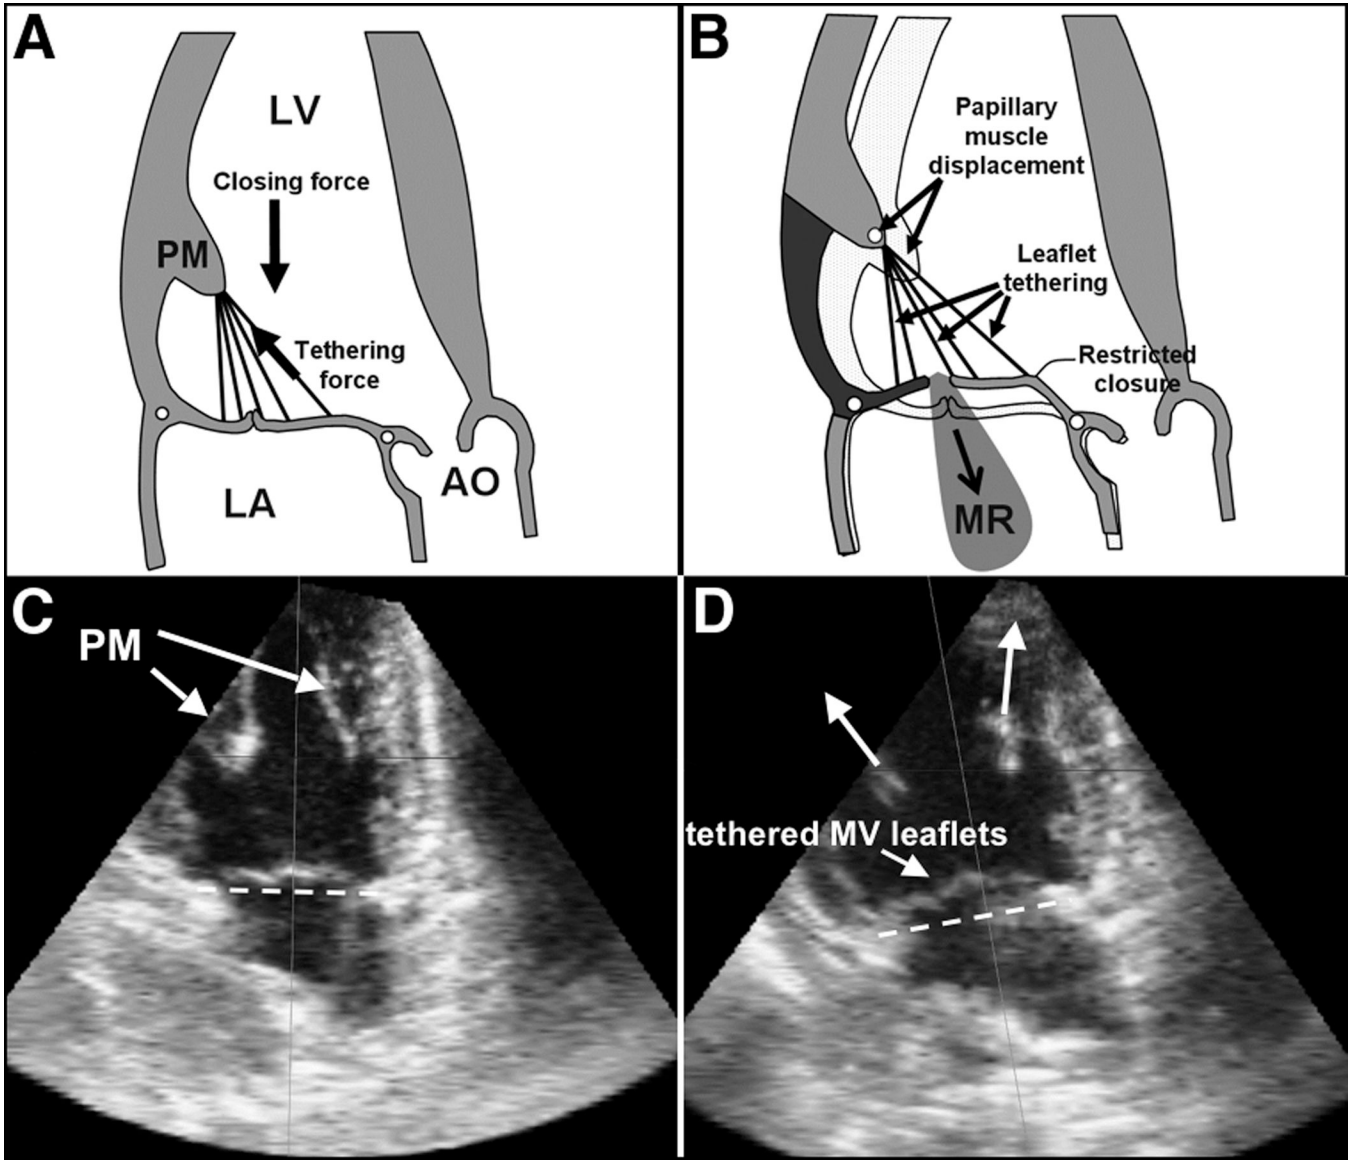 A
LV
Closing force
PM
Tethering
force
LA
AO
B
Papillary
muscle
displacement
Leaflet
tethering
Restricted
closure
MR
C
PM
D
tethered MV leaflets